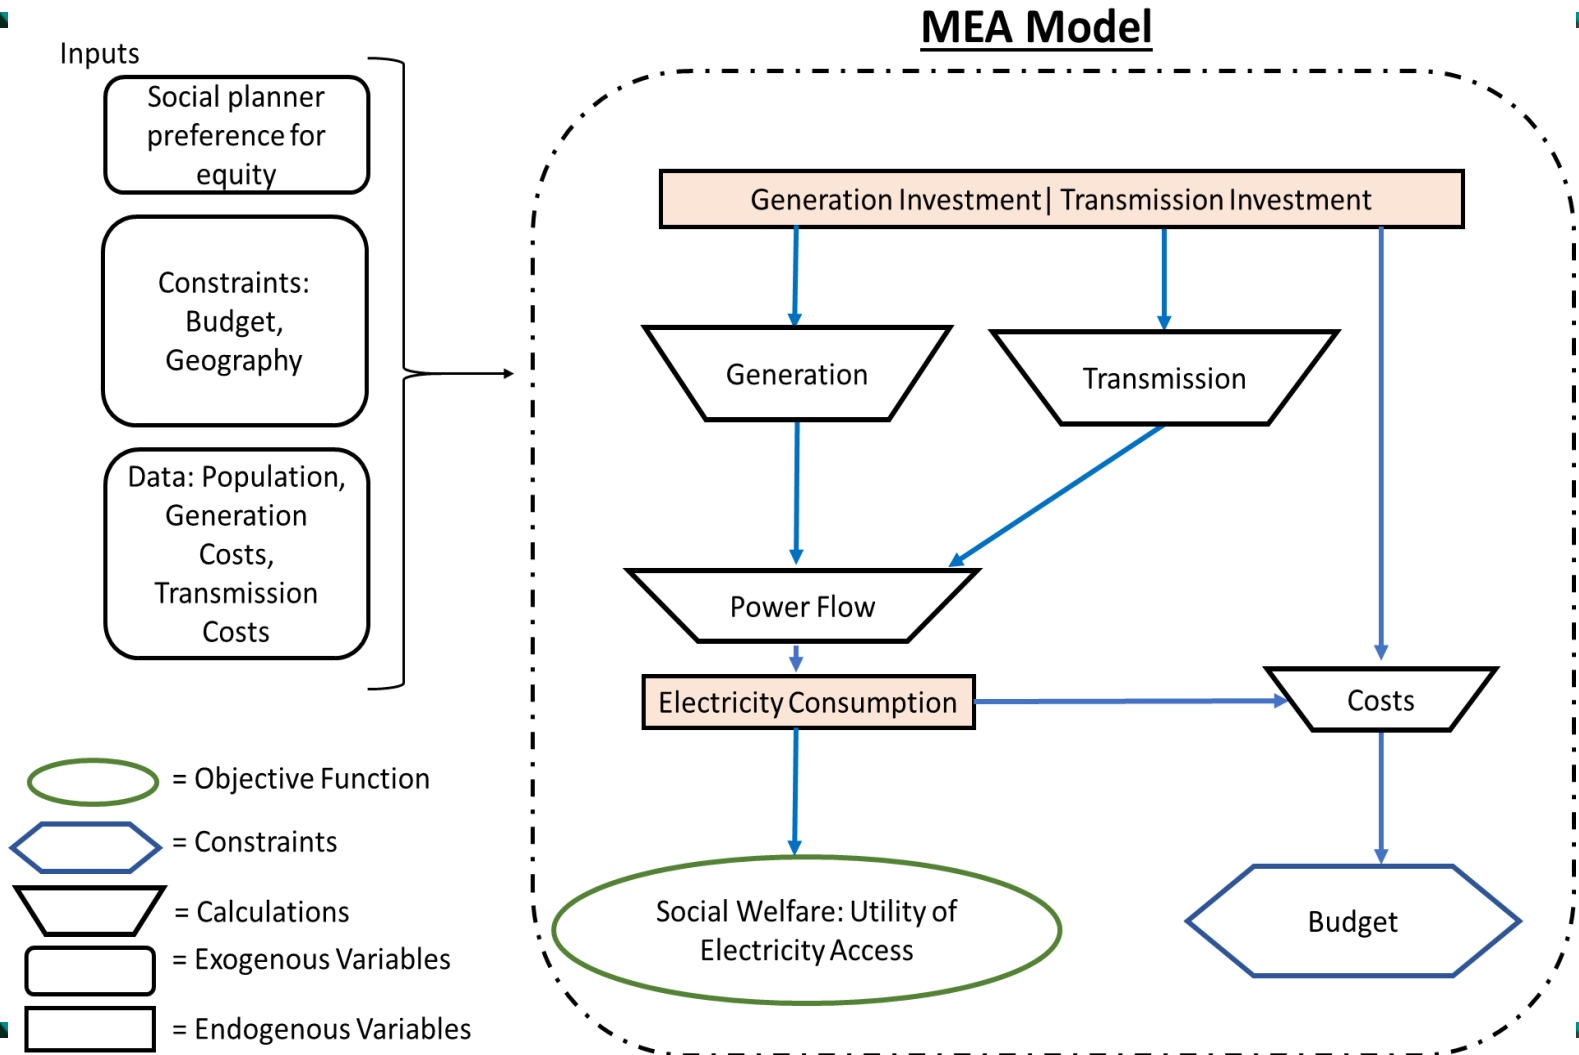 MEA Model
Inputs
Social planner
preference for
equity
Constraints:
Budget,
Geography
Data: Population,
Generation
Costs,
Transmission
Costs
Generation Investment| Transmission Investment
Generation
Transmission
Power Flow
Electricity Consumption
Costs
Social Welfare: Utility of
Electricity Access
Budget
= Objective Function
= Constraints
= Calculations
= Exogenous Variables
= Endogenous Variables